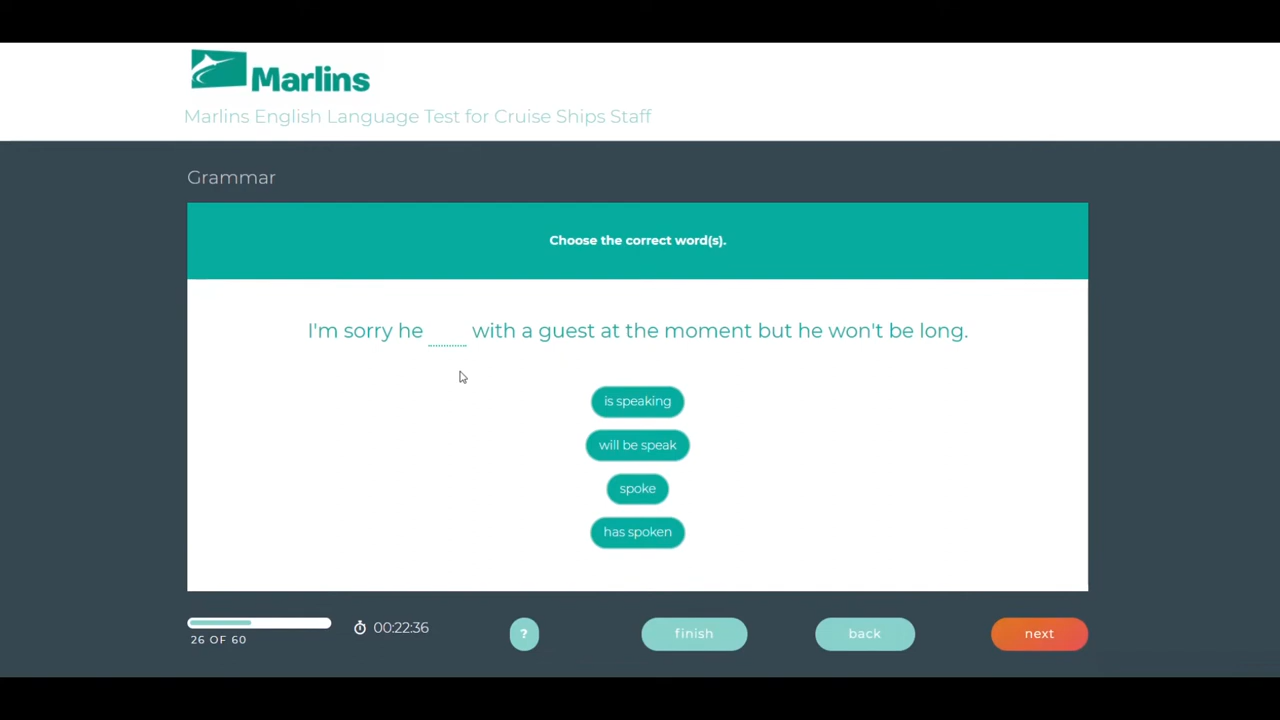 Marlins
Marlins English Language Test for Cruise Ships Staff
Grammar
Choose the correct word(s).
I'm sorry he ____ with a guest at the moment but he won't be long.
is speaking
will be speak
spoke
has spoken
26 OF 60
00:22:36
?
finish
back
next